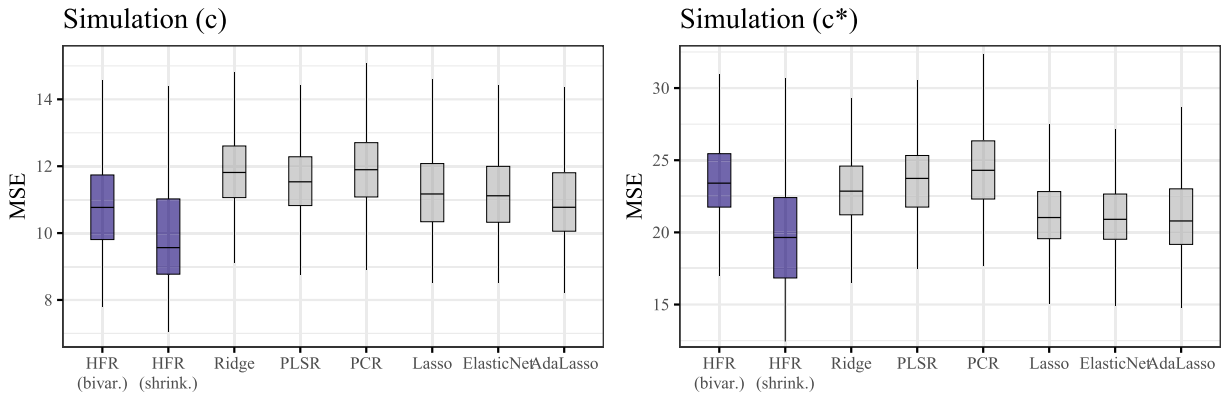 Simulation (c)
MSE
14
12
10
8
HFR
(bivar.)
HFR
(shrink.)
Ridge
PLSR
PCR
Lasso
ElasticNet
AdaLasso
Simulation (c*)
MSE
30
25
20
15
HFR
(bivar.)
HFR
(shrink.)
Ridge
PLSR
PCR
Lasso
ElasticNet
AdaLasso